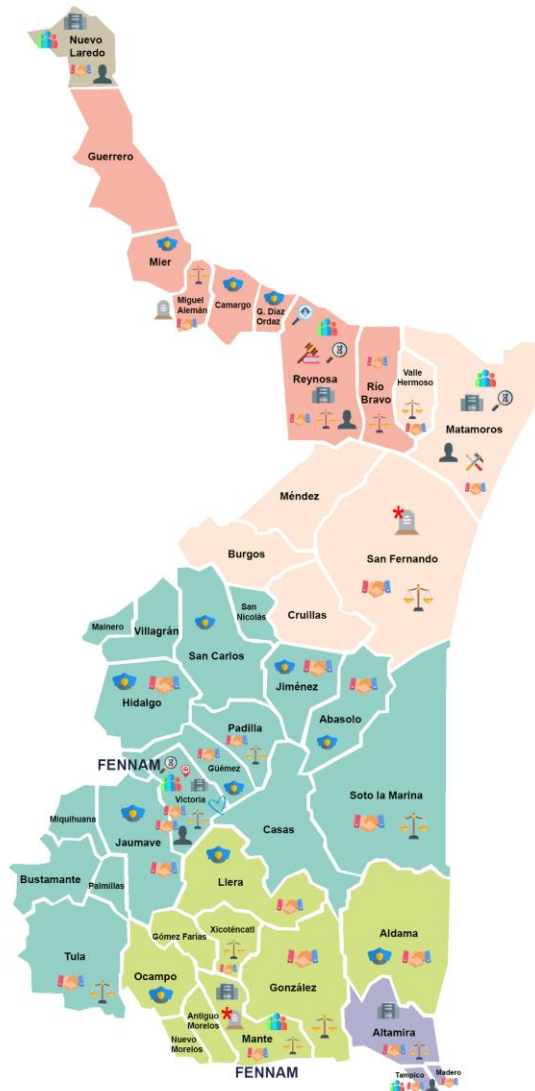 Nuevo
Laredo
Guerrero
Mier
Miguel
Alemán
Camargo
G. Díaz
Ordaz
Reynosa
Río
Bravo
Valle
Hermoso
Matamoros
Méndez
San Fernando
Burgos
Cruillas
San
Nicolás
Mainero
Villagrán
San Carlos
Hidalgo
Jiménez
Abasolo
Padilla
FENNAM
Güémez
Victoria
Soto la Marina
Casas
Miquihuana
Jaumave
Bustamante
Palmillas
Llera
Tula
Gómez Farías
Xicoténcatl
Aldama
Ocampo
González
Antiguo
Morelos
Nuevo
Morelos
Mante
Altamira
FENNAM
Tampico
Madero